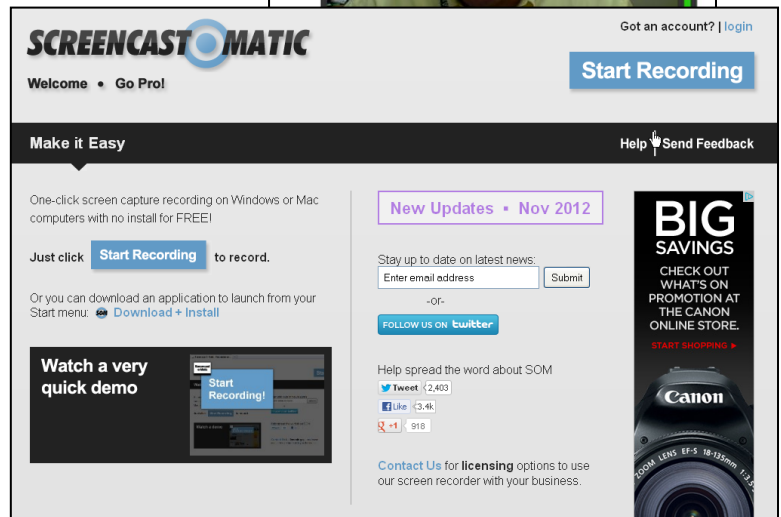 SCREENCAST O MATIC
Got an account? | login
Start Recording
Welcome • Go Pro!
Make it Easy
Help
Send Feedback
One-click screen capture recording on Windows or Mac
computers with no install for FREE!
Just click Start Recording to record.
Or you can download an application to launch from your
Start menu: Download + Install
Watch a very
quick demo
Start
Recording!
New Updates ▪ Nov 2012
Stay up to date on latest news:
Enter email address Submit
-or-
FOLLOW US ON twitter
Help spread the word about SOM
Tweet 2,403
Like 3.4k
+1 918
Contact Us for licensing options to use
our screen recorder with your business.
BIG
SAVINGS
CHECK OUT
WHAT'S ON
PROMOTION AT
THE CANON
ONLINE STORE.
START SHOPPING ►
Canon
ZOOM LENS EF-S 18-135mm